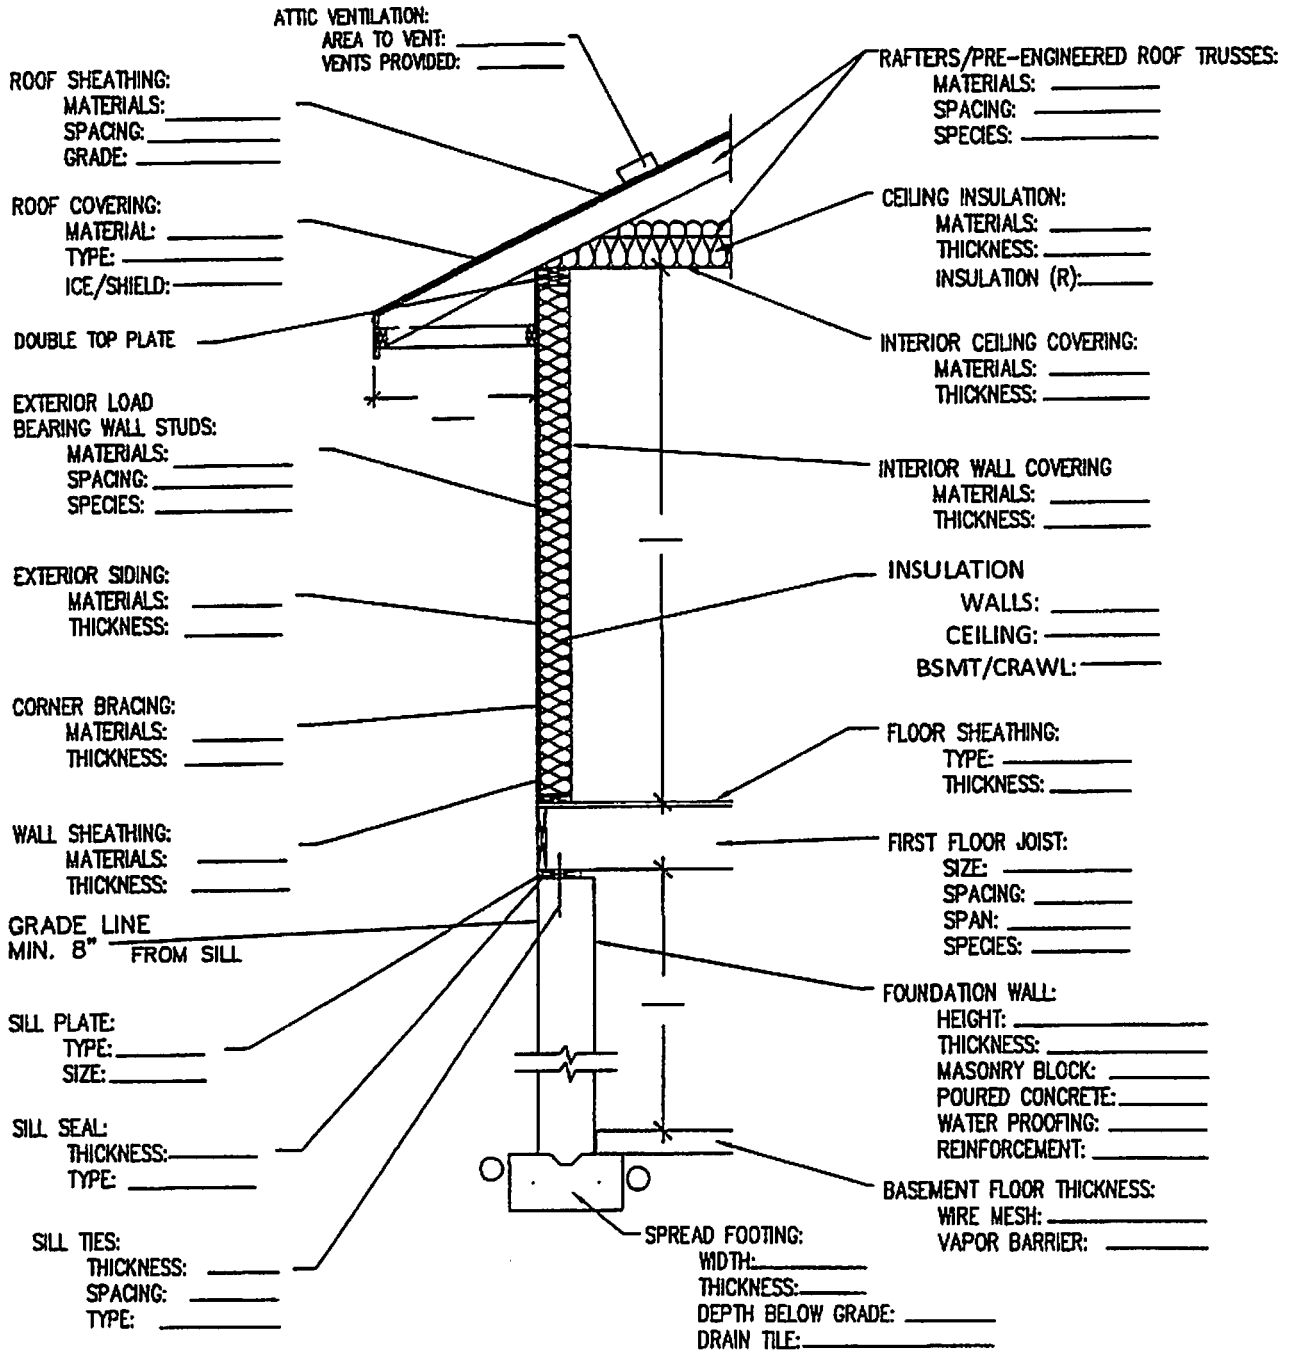 ATTIC VENTILATION:
AREA TO VENT:
VENTS PROVIDED:
ROOF SHEATHING:
MATERIALS:
SPACING:
GRADE:
ROOF COVERING:
MATERIAL:
TYPE:
ICE/SHIELD:
DOUBLE TOP PLATE
EXTERIOR LOAD
BEARING WALL STUDS:
MATERIALS:
SPACING:
SPECIES:
EXTERIOR SIDING:
MATERIALS:
THICKNESS:
CORNER BRACING:
MATERIALS:
THICKNESS:
WALL SHEATHING:
MATERIALS:
THICKNESS:
GRADE LINE
MIN. 8" FROM SILL
SILL PLATE:
TYPE:
SIZE:
SILL SEAL:
THICKNESS:
TYPE:
SILL TIES:
THICKNESS:
SPACING:
TYPE:
RAFTERS/PRE-ENGINEERED ROOF TRUSSES:
MATERIALS:
SPACING:
SPECIES:
CEILING INSULATION:
MATERIALS:
THICKNESS:
INSULATION (R):
INTERIOR CEILING COVERING:
MATERIALS:
THICKNESS:
INTERIOR WALL COVERING
MATERIALS:
THICKNESS:
INSULATION
WALLS:
CEILING:
BSMT/CRAWL:
FLOOR SHEATHING:
TYPE:
THICKNESS:
FIRST FLOOR JOIST:
SIZE:
SPACING:
SPAN:
SPECIES:
FOUNDATION WALL:
HEIGHT:
THICKNESS:
MASONRY BLOCK:
POURED CONCRETE:
WATER PROOFING:
REINFORCEMENT:
BASEMENT FLOOR THICKNESS:
WIRE MESH:
VAPOR BARRIER:
SPREAD FOOTING:
WIDTH:
THICKNESS:
DEPTH BELOW GRADE:
DRAIN TILE: